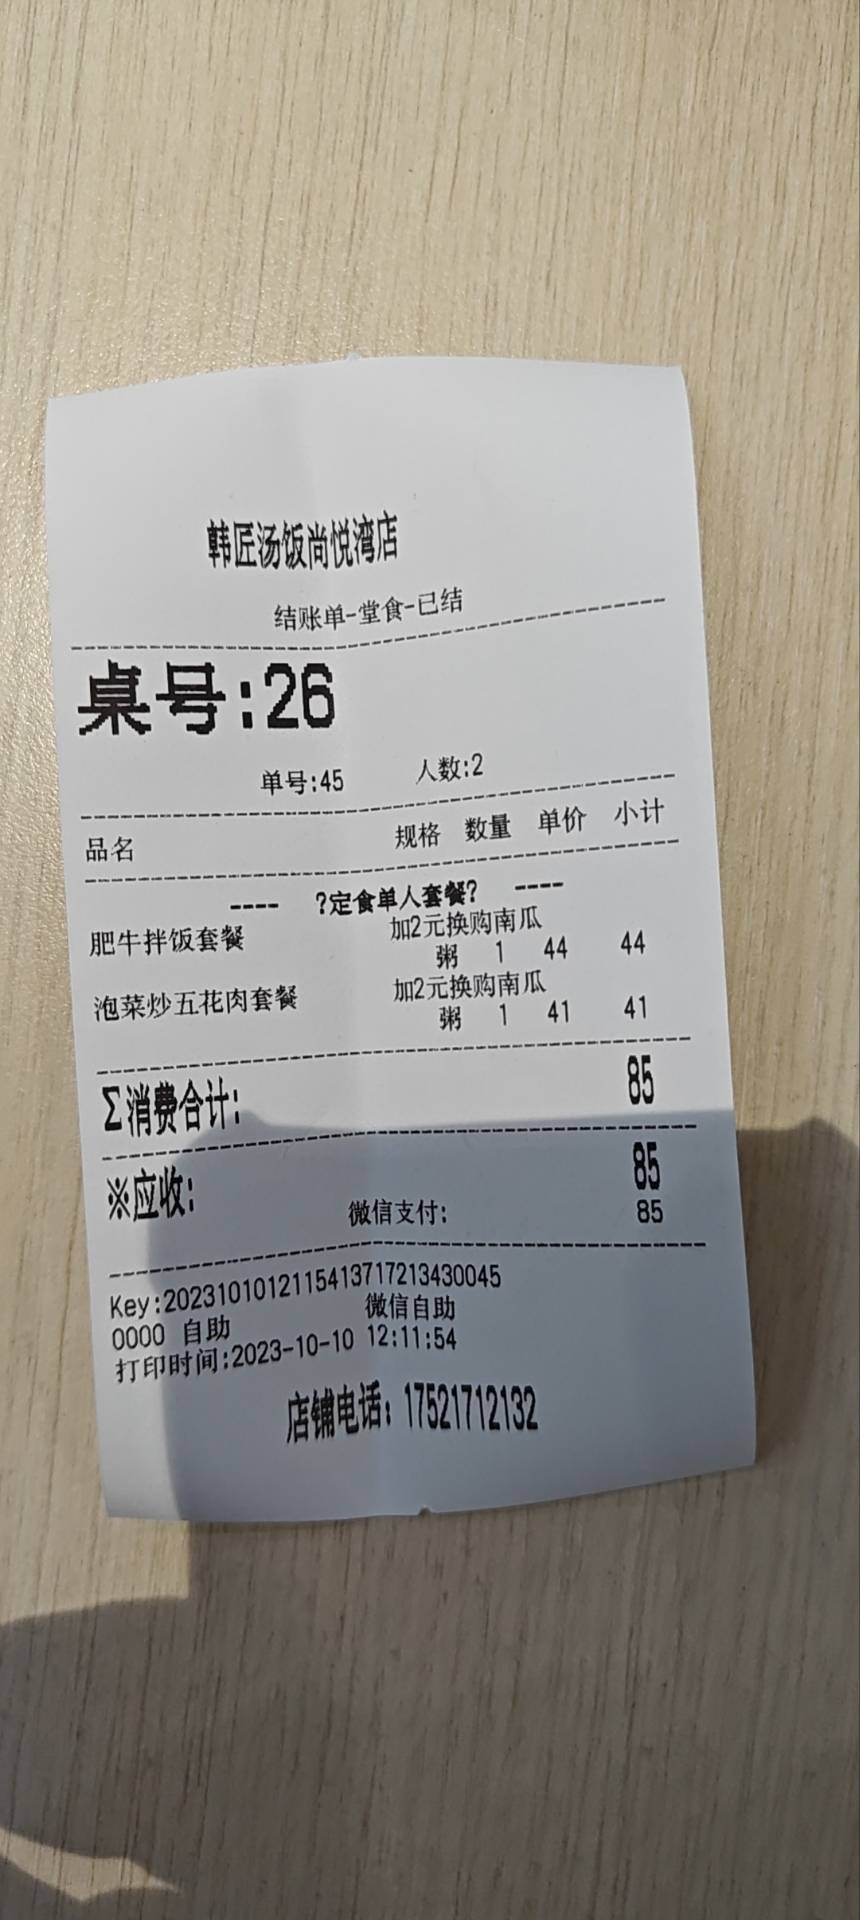 韩匠汤饭尚悦湾店
结账单-堂食-已结
桌号:26
单号:45 人数:2
品名 规格 数量 单价 小计
---- ?定食单人套餐? ----
肥牛拌饭套餐 加2元换购南瓜
粥 1 44 44
泡菜炒五花肉套餐 加2元换购南瓜
粥 1 41 41
Σ消费合计: 85
※应收: 85
微信支付: 85
Key:2023101012115413717213430045
0000 自助 微信自助
打印时间:2023-10-10 12:11:54
店铺电话: 17521712132